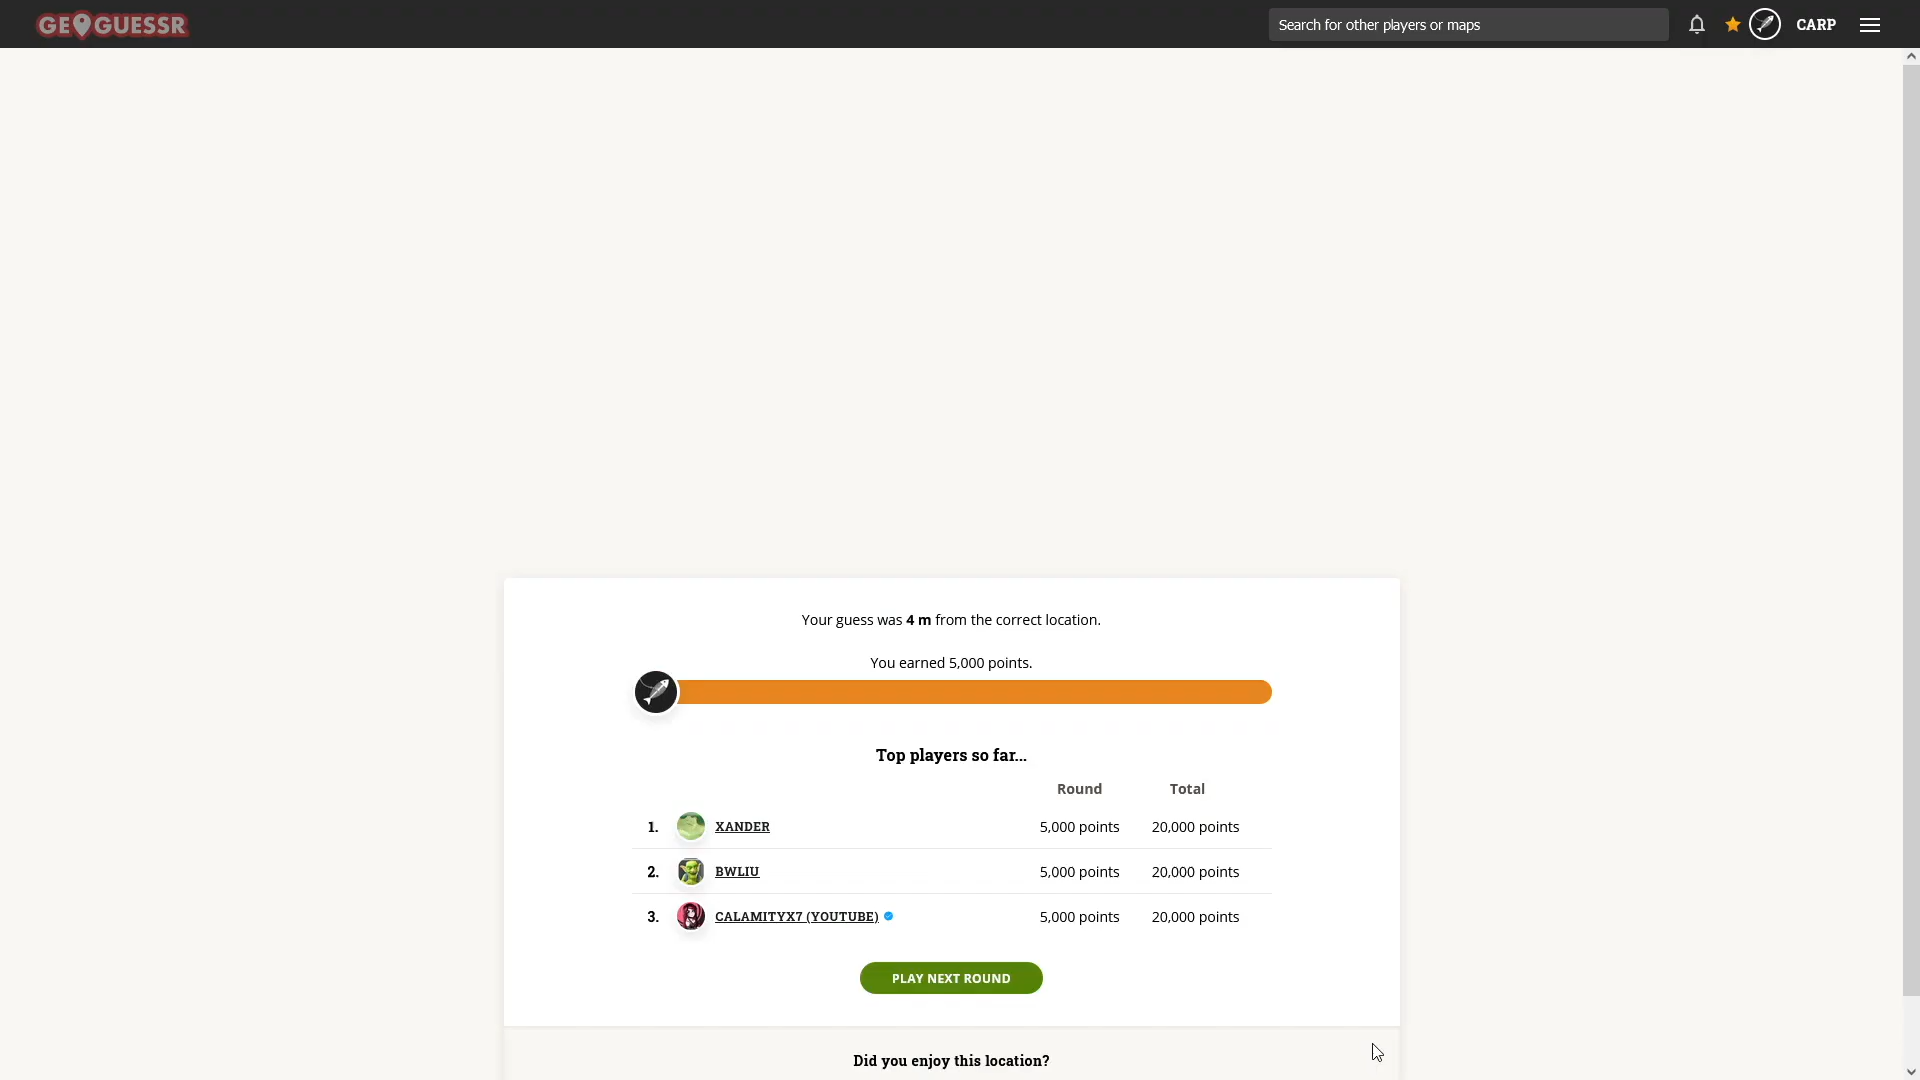 GEOGUESSR
Search for other players or maps
CARP
Your guess was 4 m from the correct location.
You earned 5,000 points.
Top players so far...
Round Total
1. XANDER 5,000 points 20,000 points
2. BWLIU 5,000 points 20,000 points
3. CALAMITYX7 (YOUTUBE) 5,000 points 20,000 points
PLAY NEXT ROUND
Did you enjoy this location?